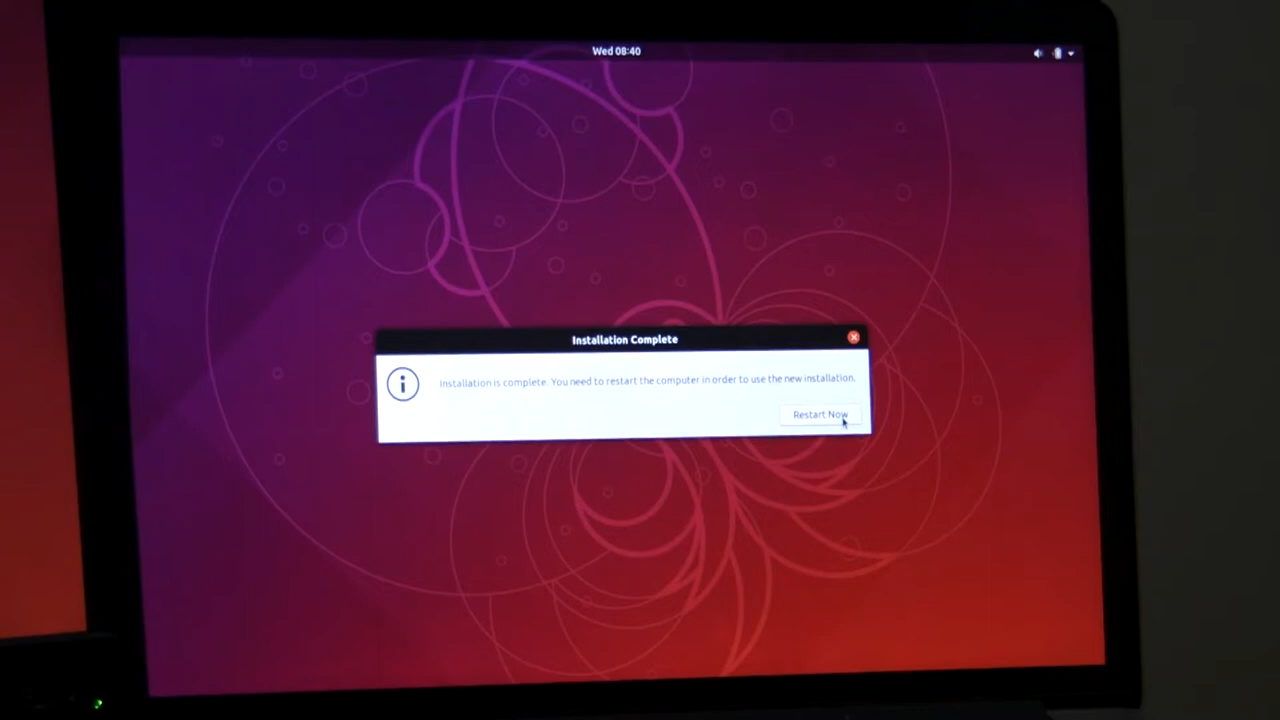 Wed 08:40
Installation Complete
Installation is complete. You need to restart the computer in order to use the new installation.
Restart Now